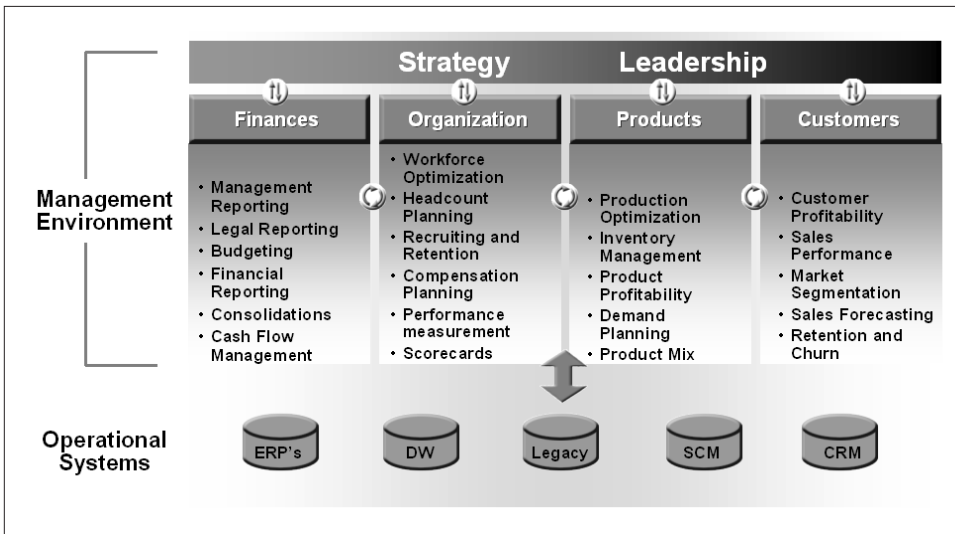 Strategy Leadership
Management
Environment
Finances
• Management
Reporting
• Legal Reporting
• Budgeting
• Financial
Reporting
• Consolidations
• Cash Flow
Management
Organization
• Workforce
Optimization
• Headcount
Planning
• Recruiting and
Retention
• Compensation
Planning
• Performance
measurement
• Scorecards
Products
• Production
Optimization
• Inventory
Management
• Product
Profitability
• Demand
Planning
• Product Mix
Customers
• Customer
Profitability
• Sales
Performance
• Market
Segmentation
• Sales Forecasting
• Retention and
Churn
Operational
Systems
ERP's
DW
Legacy
SCM
CRM